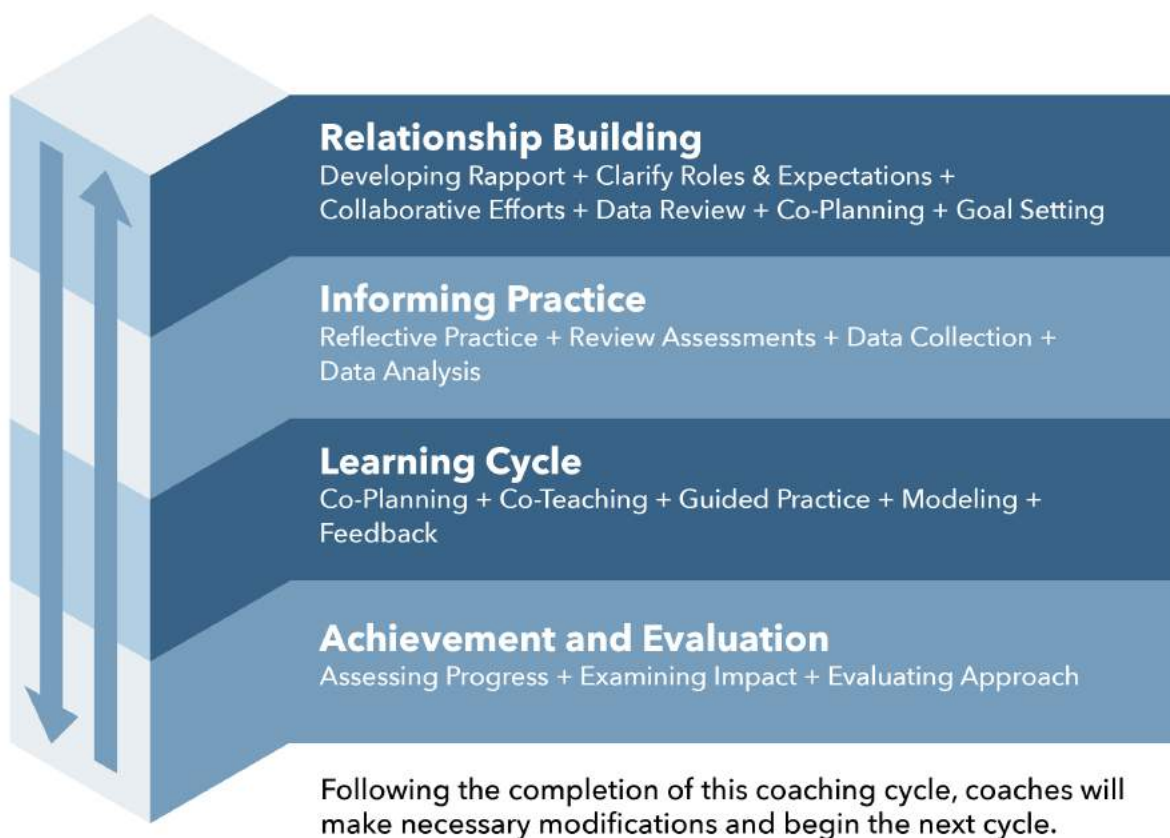 Relationship Building
Developing Rapport + Clarify Roles & Expectations +
Collaborative Efforts + Data Review + Co-Planning + Goal Setting
Informing Practice
Reflective Practice + Review Assessments + Data Collection +
Data Analysis
Learning Cycle
Co-Planning + Co-Teaching + Guided Practice + Modeling +
Feedback
Achievement and Evaluation
Assessing Progress + Examining Impact + Evaluating Approach
Following the completion of this coaching cycle, coaches will
make necessary modifications and begin the next cycle.